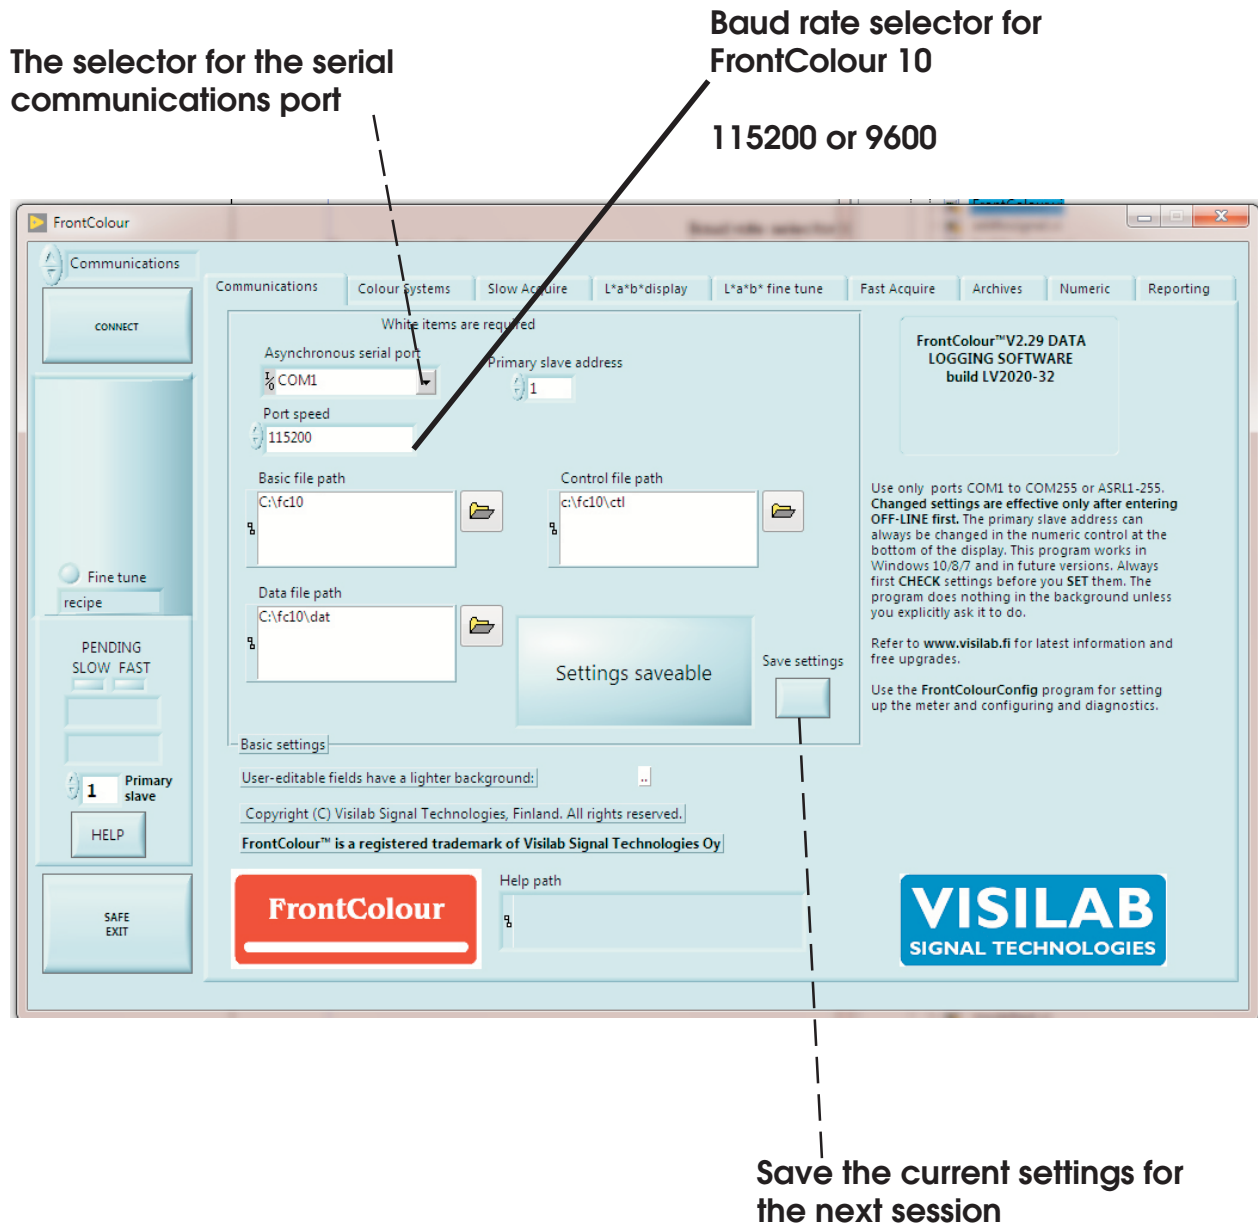 Baud rate selector for
FrontColour 10
115200 or 9600
The selector for the serial
communications port
FrontColour
Communications
CONNECT
Communications
Colour Systems
Slow Acquire
L*a*b*display
L*a*b* fine tune
Fast Acquire
Archives
Numeric
Reporting
White items are required
Asynchronous serial port
COM1
Primary slave address
1
Port speed
115200
Basic file path
C:\fc10
Control file path
c:\fc10\ctl
Data file path
C:\fc10\dat
Settings saveable
Save settings
Basic settings
User-editable fields have a lighter background:
..
Copyright (C) Visilab Signal Technologies, Finland. All rights reserved.
FrontColour™ is a registered trademark of Visilab Signal Technologies Oy
FrontColour
Help path
FrontColour™V2.29 DATA
LOGGING SOFTWARE
build LV2020-32
Use only ports COM1 to COM255 or ASRL1-255.
Changed settings are effective only after entering
OFF-LINE first. The primary slave address can
always be changed in the numeric control at the
bottom of the display. This program works in
Windows 10/8/7 and in future versions. Always
first CHECK settings before you SET them. The
program does nothing in the background unless
you explicitly ask it to do.
Refer to www.visilab.fi for latest information and
free upgrades.
Use the FrontColourConfig program for setting
up the meter and configuring and diagnostics.
VISILAB
SIGNAL TECHNOLOGIES
Fine tune
recipe
PENDING
SLOW FAST
1
Primary
slave
HELP
SAFE
EXIT
Save the current settings for
the next session